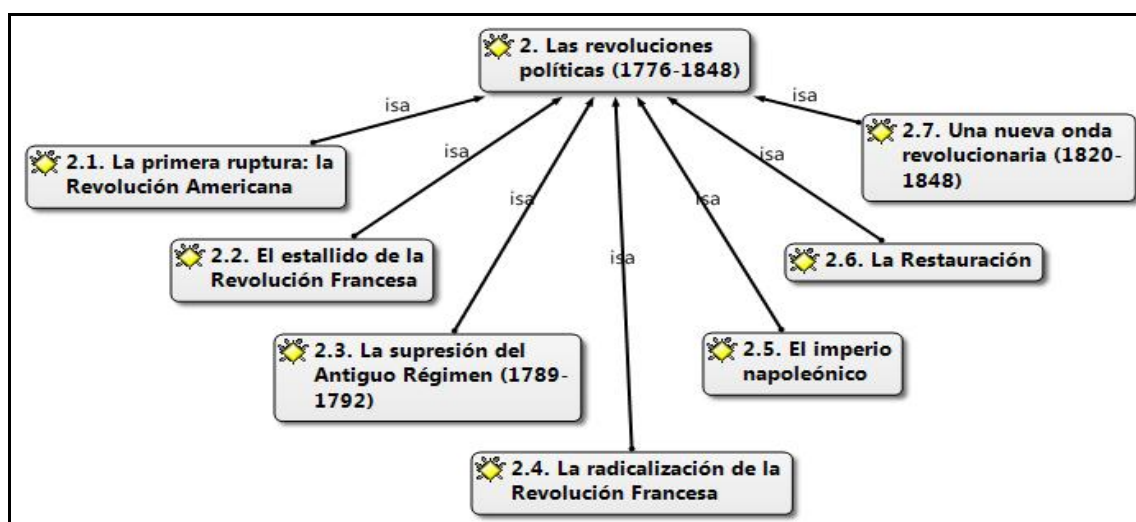 2. Las revoluciones
políticas (1776-1848)
isa
isa
2.7. Una nueva onda
revolucionaria (1820-
1848)
2.1. La primera ruptura: la
Revolución Americana
isa
isa
isa
isa
2.2. El estallido de la
Revolución Francesa
isa
2.6. La Restauración
2.3. La supresión del
Antiguo Régimen (1789-
1792)
2.5. El imperio
napoleónico
2.4. La radicalización de la
Revolución Francesa